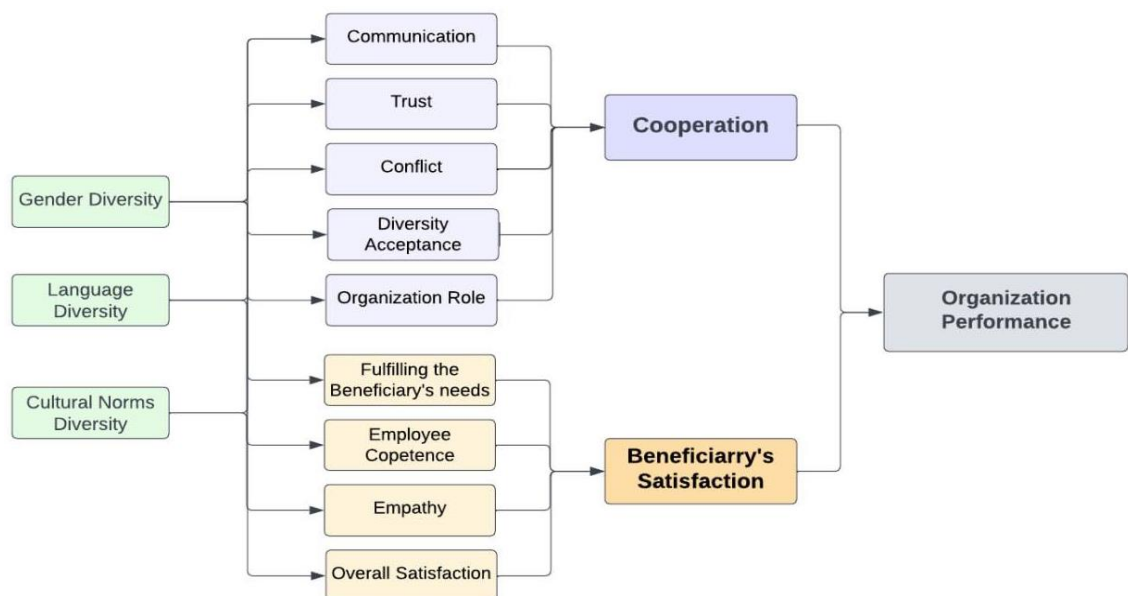 Communication
Trust
Conflict
Diversity
Acceptance
Organization Role
Fulfilling the
Beneficiary's needs
Employee
Copetence
Empathy
Overall Satisfaction
Gender Diversity
Language
Diversity
Cultural Norms
Diversity
Cooperation
Beneficiarry's
Satisfaction
Organization
Performance